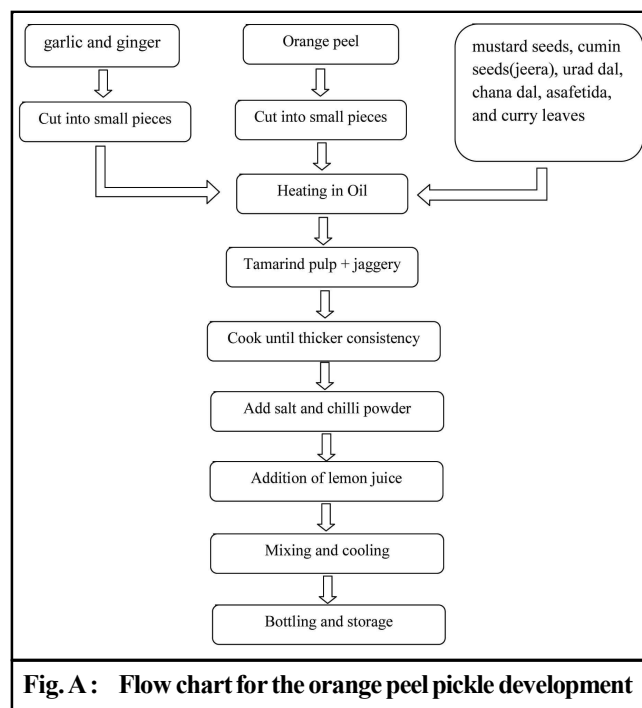 garlic and ginger
Orange peel
mustard seeds, cumin
seeds(jeera), urad dal,
chana dal, asafetida,
and curry leaves
Cut into small pieces
Cut into small pieces
Heating in Oil
Tamarind pulp + jaggery
Cook until thicker consistency
Add salt and chilli powder
Addition of lemon juice
Mixing and cooling
Bottling and storage
Fig. A : Flow chart for the orange peel pickle development